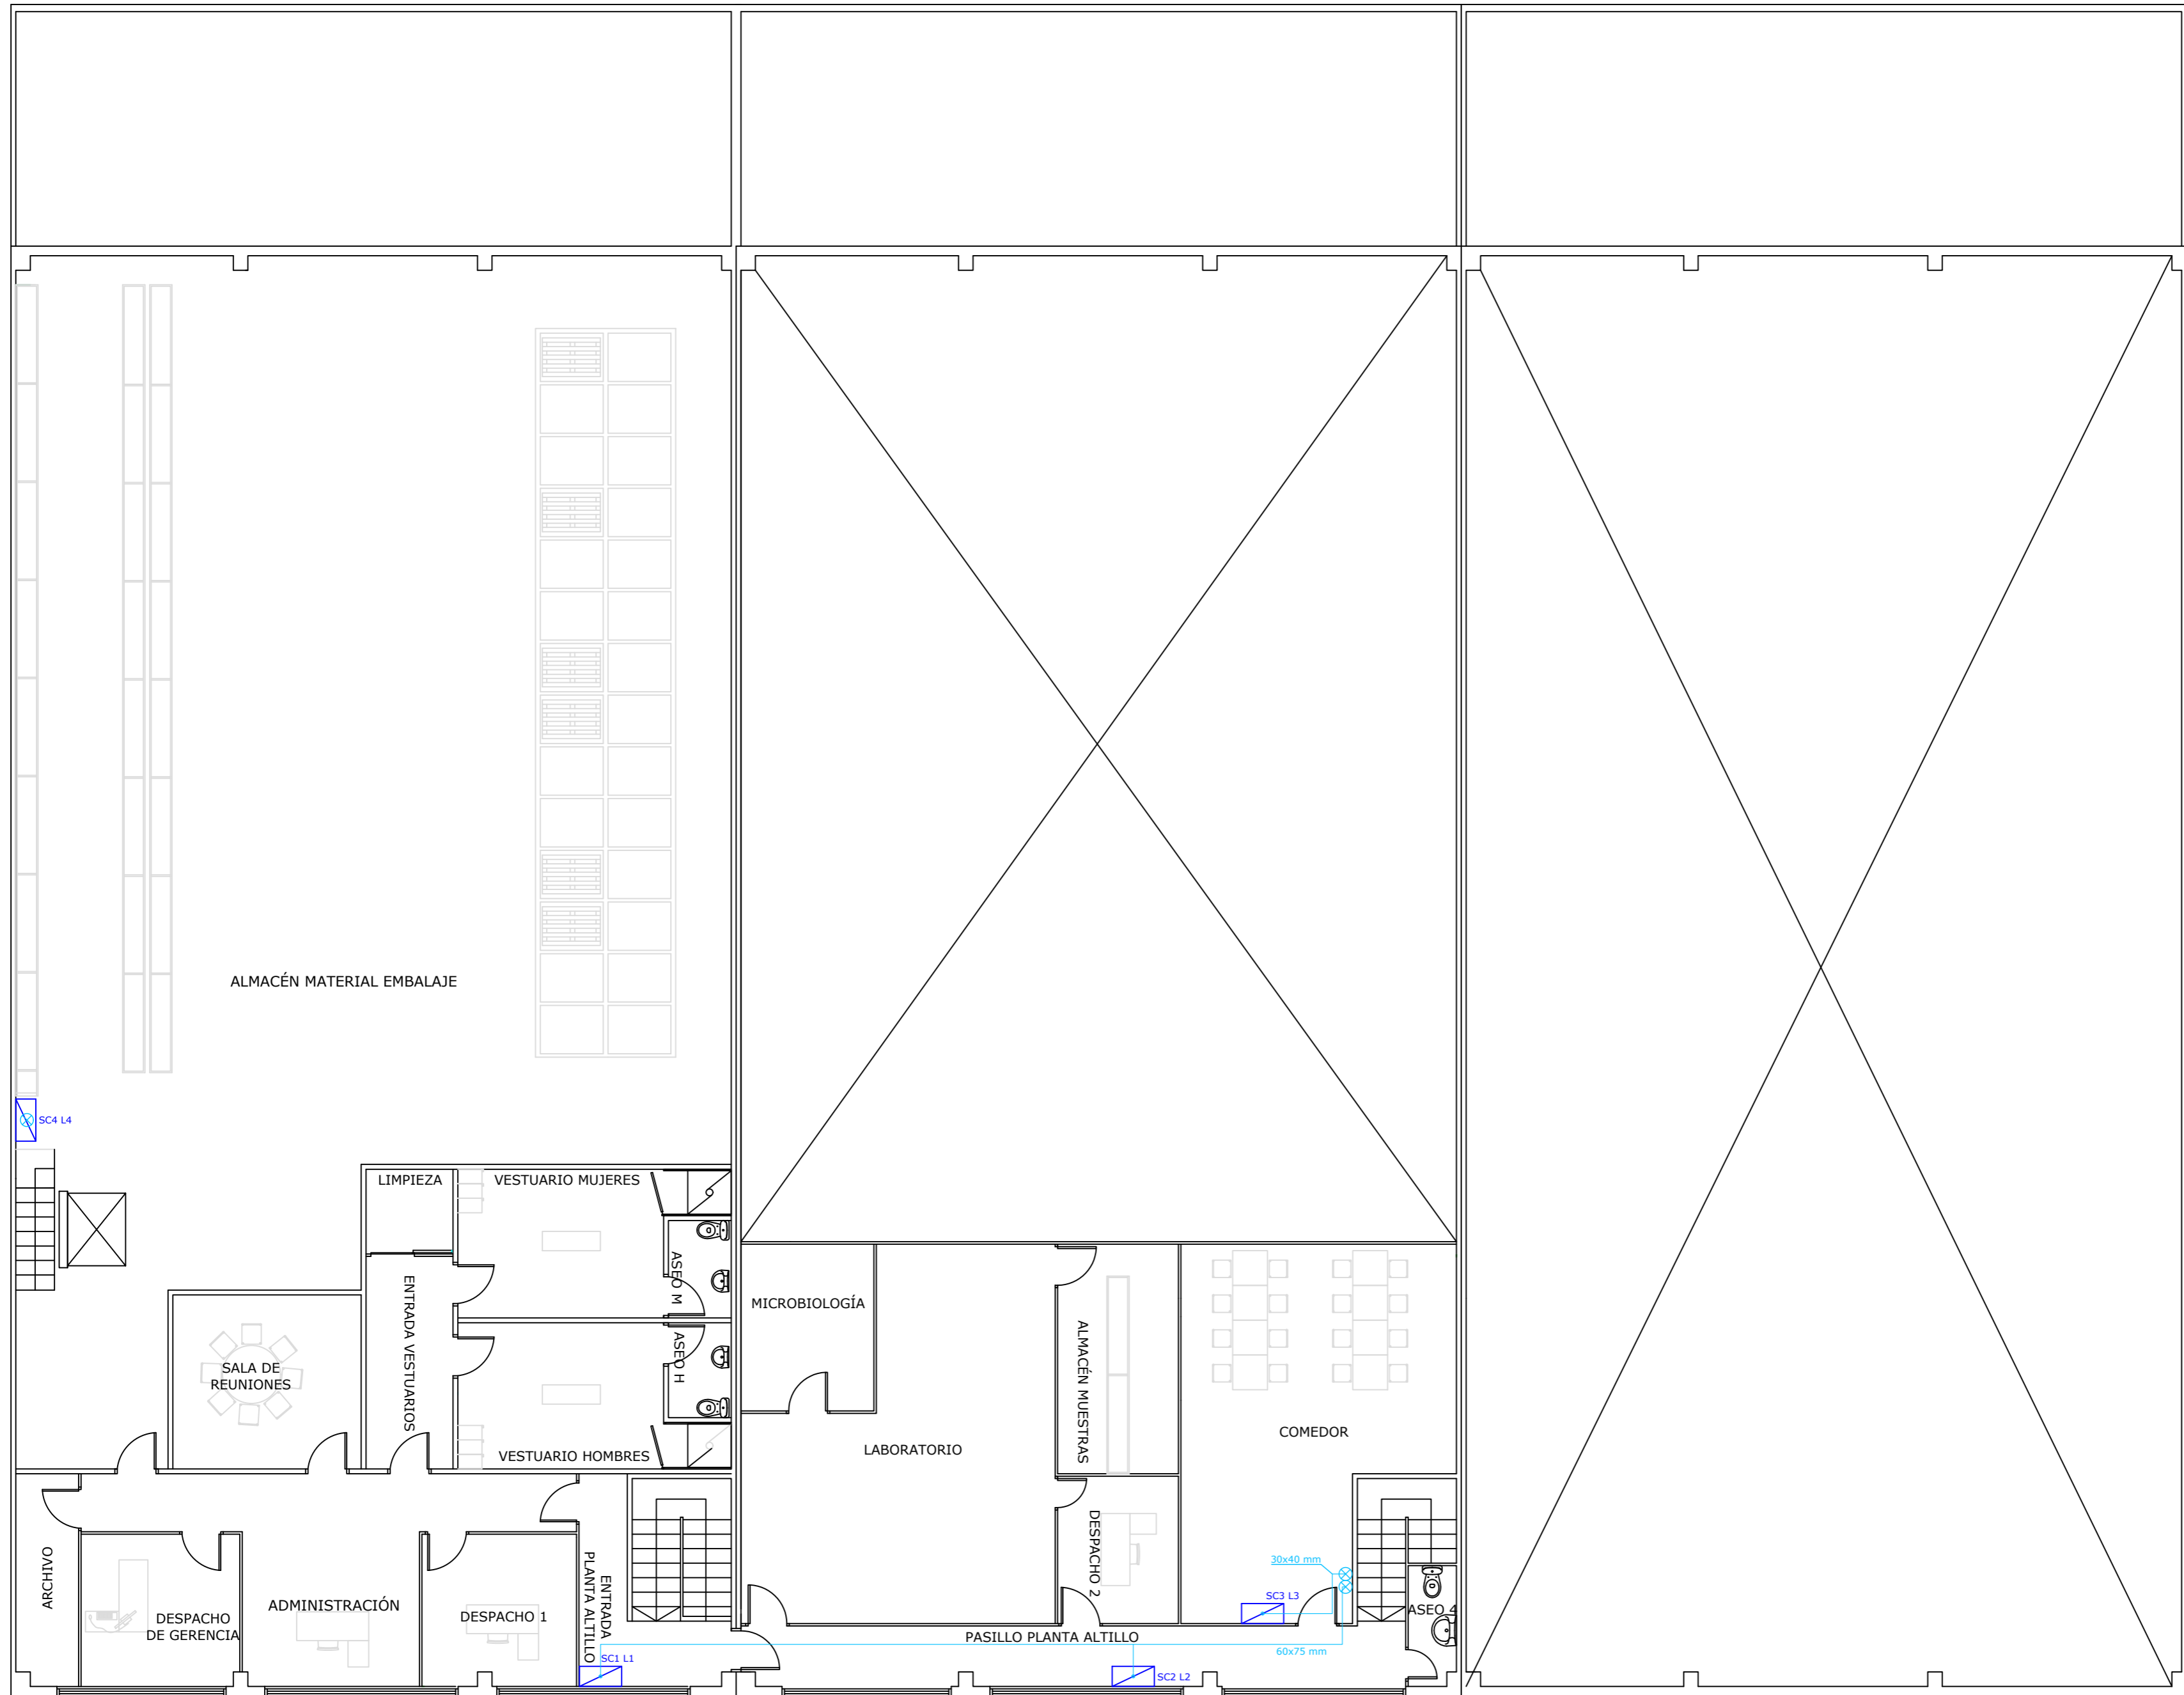 ALMACÉN MATERIAL EMBALAJE
SC4 L4
LIMPIEZA
VESTUARIO MUJERES
ASEO M
ENTRADA VESTUARIOS
MICROBIOLOGÍA
ALMACÉN MUESTRAS
ASEO H
SALA DE
REUNIONES
COMEDOR
LABORATORIO
VESTUARIO HOMBRES
DESPACHO 2
30x40 mm
ARCHIVO
ENTRADA
PLANTA ALTILLO
SC3 L3
ADMINISTRACIÓN
ASEO 4
DESPACHO 1
DESPACHO
DE GERENCIA
PASILLO PLANTA ALTILLO
60x75 mm
SC1 L1
SC2 L2